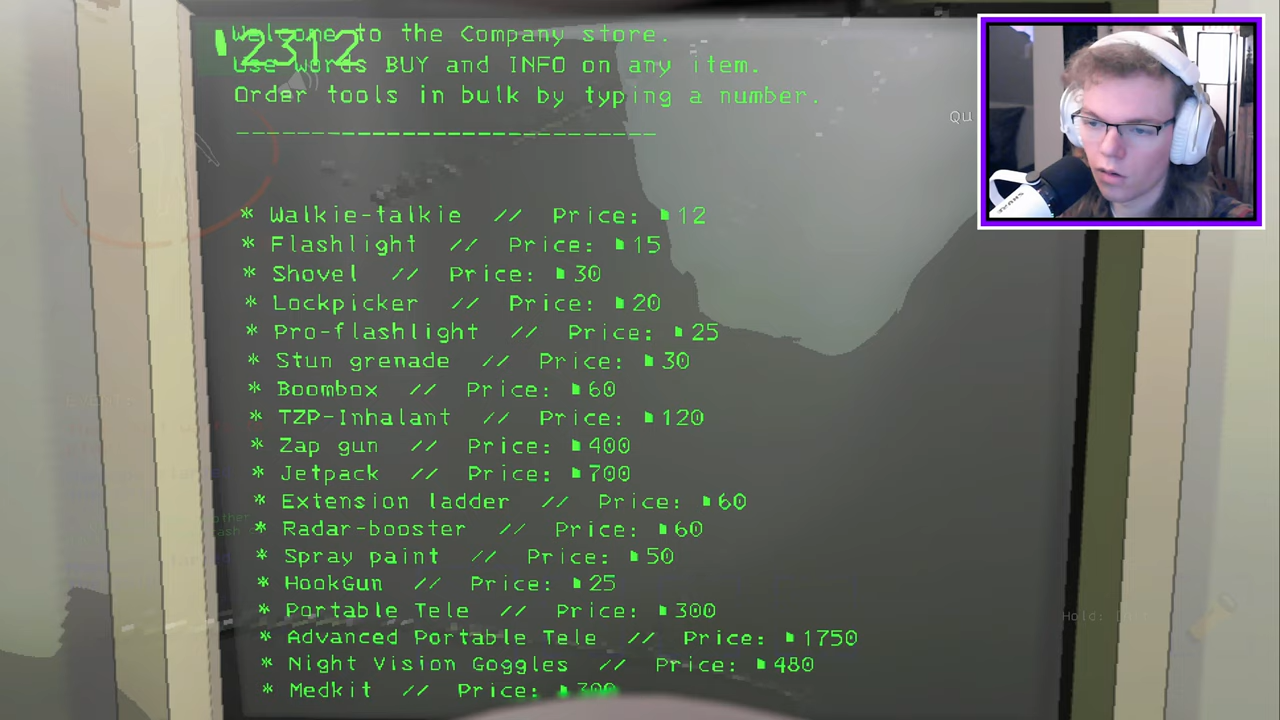 Welcome to the Company store.
2312
Use words BUY and INFO on any item.
Order tools in bulk by typing a number.
Qu
----------------------------
* Walkie-talkie // Price: ▮12
* Flashlight // Price: ▮15
* Shovel // Price: ▮30
* Lockpicker // Price: ▮20
* Pro-flashlight // Price: ▮25
* Stun grenade // Price: ▮30
* Boombox // Price: ▮60
* TZP-Inhalant // Price: ▮120
* Zap gun // Price: ▮400
* Jetpack // Price: ▮700
* Extension ladder // Price: ▮60
* Radar-booster // Price: ▮60
* Spray paint // Price: ▮50
* HookGun // Price: ▮25
* Portable Tele // Price: ▮300
Hold:
* Advanced Portable Tele // Price: ▮1750
* Night Vision Goggles // Price: ▮480
* Medkit // Price: ▮300